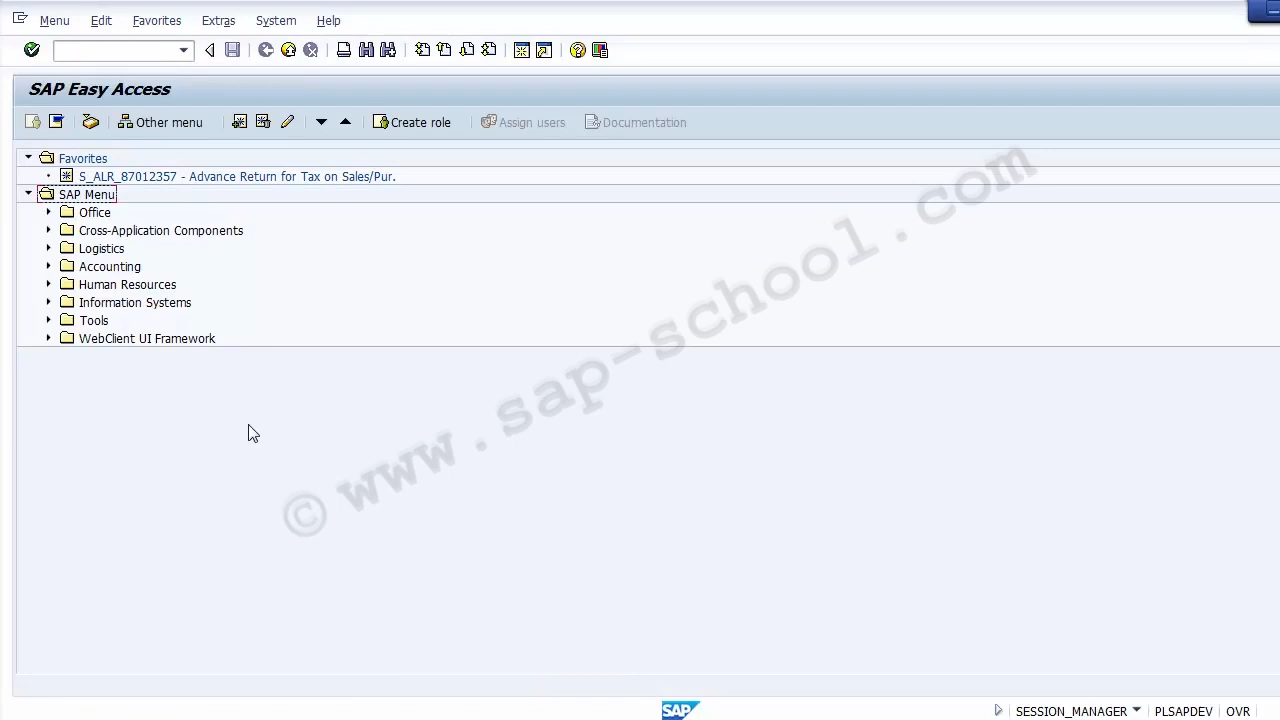 Menu Edit Favorites Extras System Help
SAP Easy Access
Other menu Create role Assign users Documentation
Favorites
S_ALR_87012357 - Advance Return for Tax on Sales/Pur.
SAP Menu
Office
Cross-Application Components
Logistics
Accounting
Human Resources
Information Systems
Tools
WebClient UI Framework
© www.sap-school.com
SAP SESSION_MANAGER PLSAPDEV OVR